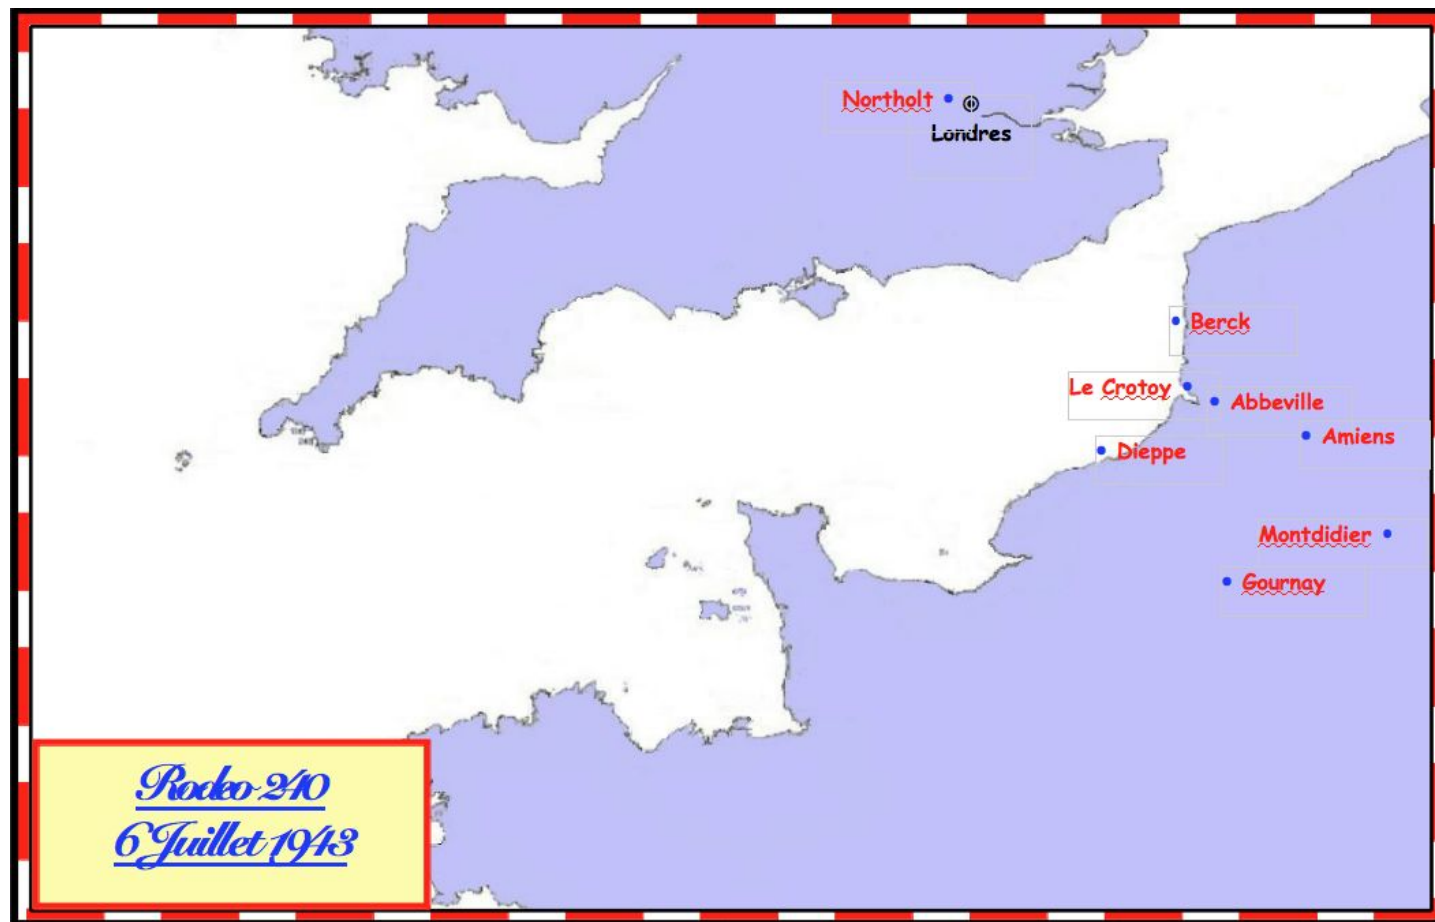 Northolt
Londres
Berck
Le Crotoy
Abbeville
Amiens
Dieppe
Montdidier
Gournay
Rodeo 240
6 Juillet 1943